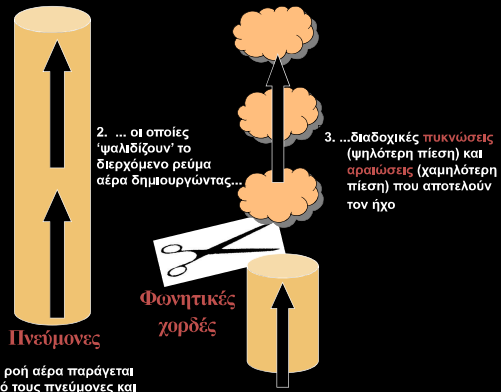 2. ... οι οποίες
‘ψαλιδίζουν’ το
διερχόμενο ρεύμα
αέρα δημιουργώντας...
3. ...διαδοχικές πυκνώσεις
(ψηλότερη πίεση) και
αραιώσεις (χαμηλότερη
πίεση) που αποτελούν
τον ήχο
Φωνητικές
χορδές
Πνεύμονες
ροή αέρα παράγεται
τους πνεύμονες και